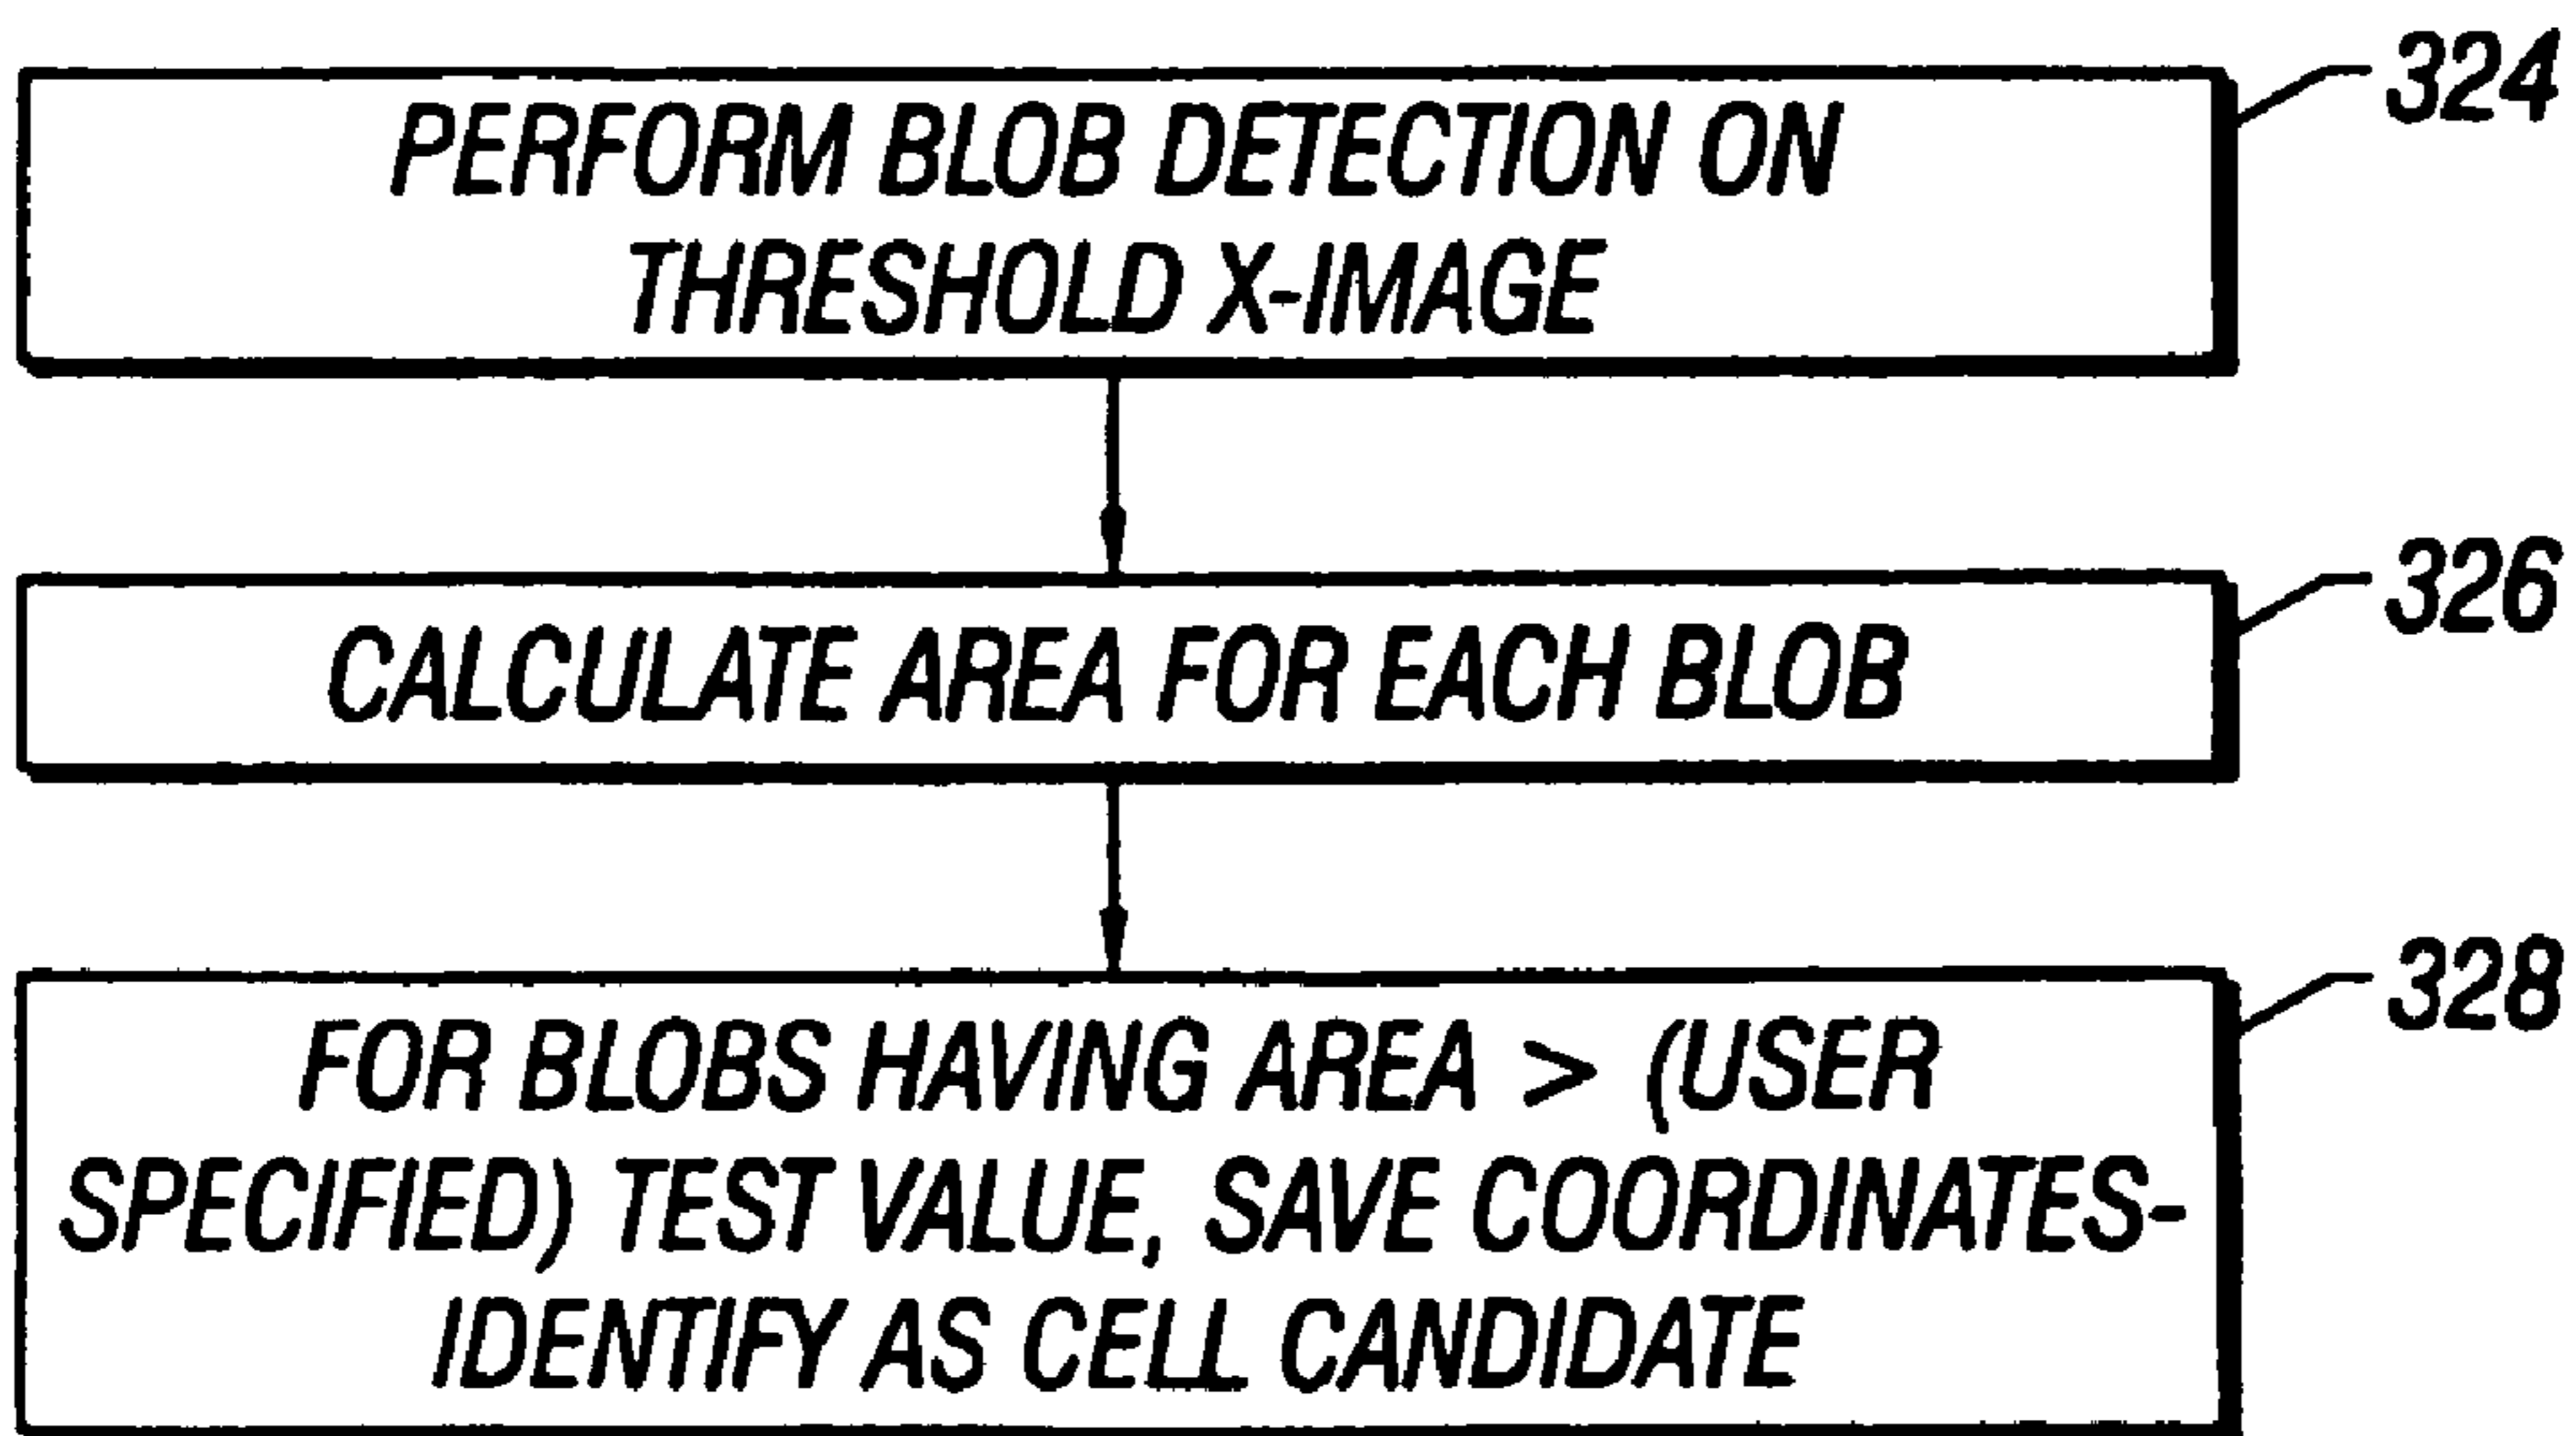 324
PERFORM BLOB DETECTION ON
THRESHOLD X-IMAGE
326
CALCULATE AREA FOR EACH BLOB
328
FOR BLOBS HAVING AREA > (USER
SPECIFIED) TEST VALUE, SAVE COORDINATES-
IDENTIFY AS CELL CANDIDATE